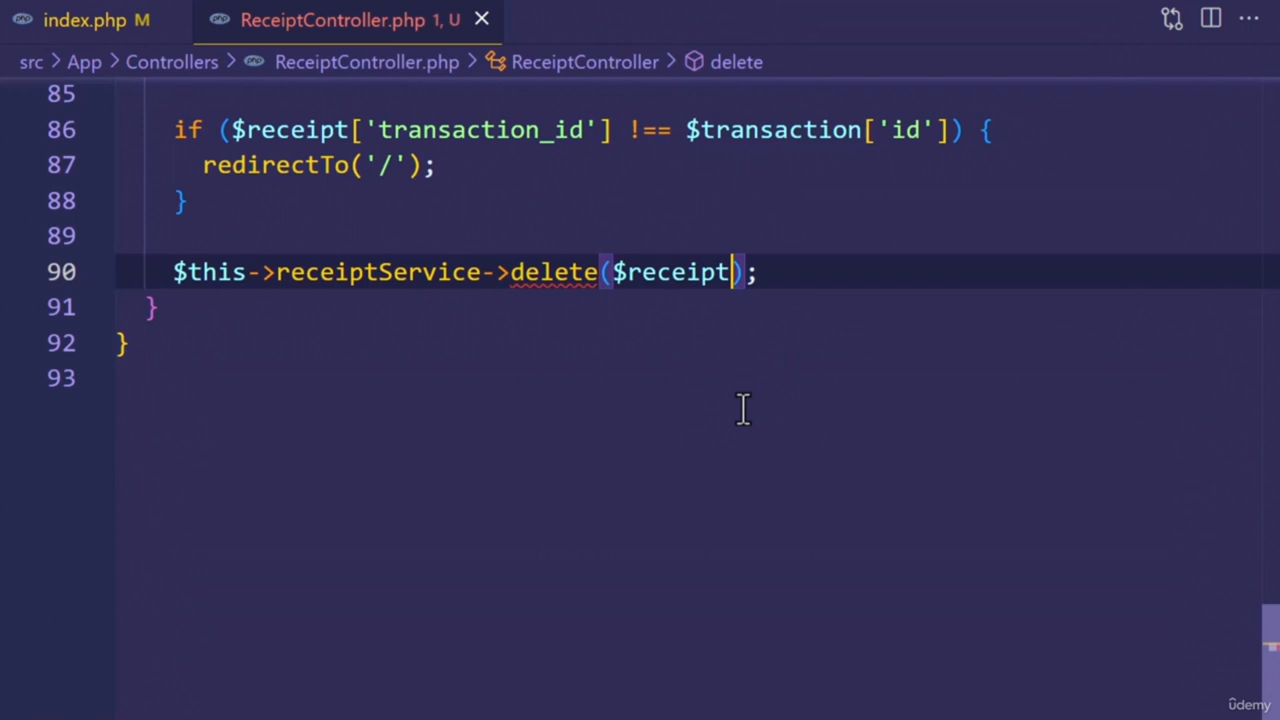 index.php M ReceiptController.php 1, U
src > App > Controllers > ReceiptController.php > ReceiptController > delete
85
86 if ($receipt['transaction_id'] !== $transaction['id']) {
87 redirectTo('/');
88 }
89
90 $this->receiptService->delete($receipt);
91 }
92 }
93
ûdemy